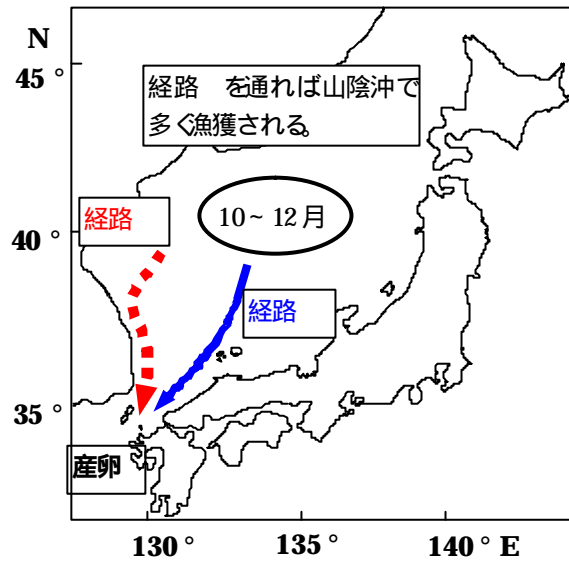 N
45°
経路　を通れば山陰沖で
多く漁獲される。
経路
10~12月
40°
経路
35°
産卵
130°
135°
140°E